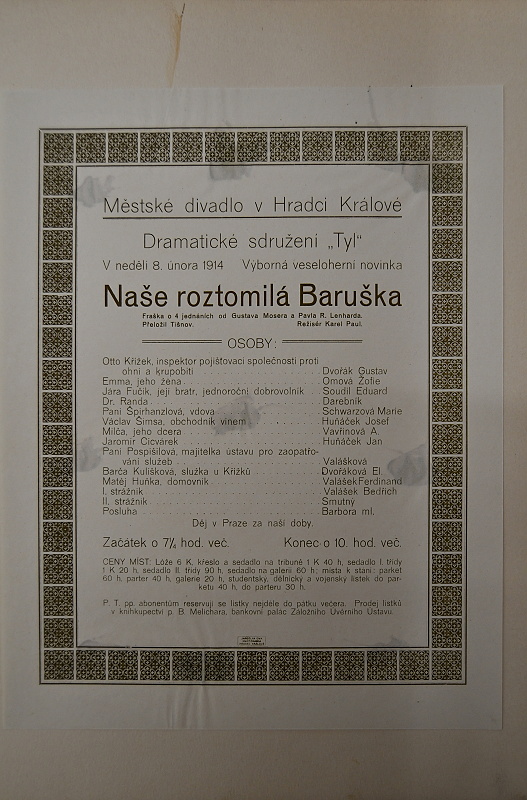 Městské divadlo v Hradci Králové
Dramatické sdružení „Tyl"
V neděli 8. února 1914 Výborná veseloherní novinka
Naše roztomilá Baruška
Fraška o 4 jednáních od Gustava Mosera a Pavla R. Lenharda.
Přeložil Tišnov. Režisér Karel Paul.
OSOBY:
Otto Křížek, inspektor pojišťovací společnosti proti
ohni a krupobití Dvořák Gustav
Emma, jeho žena Omová Žofie
Jára Fučík, její bratr, jednoroční dobrovolník Soudil Eduard
Dr. Randa Darebník
Paní Špirhanzlová, vdova Schwarzová Marie
Václav Šimsa, obchodník vínem Huňáček Josef
Milča, jeho dcera Vavřinová A.
Jaromír Cicvárek Huňáček Jan
Paní Pospíšilová, majitelka ústavu pro zaopatřo-
vání služeb Valášková
Barča Kulíšková, služka u Křížků Dvořáková El.
Matěj Huňka, domovník Valášek Ferdinand
I. strážník Valášek Bedřich
II. strážník Smutný
Posluha Barbora ml.
Děj v Praze za naší doby.
Začátek o 7¼ hod. več. Konec o 10. hod. več.
CENY MÍST: Lóže 6 K, křeslo a sedadlo na tribuně 1 K 40 h, sedadlo I. třídy
1 K 20 h, sedadlo II. třídy 90 h, sedadlo na galerii 60 h; místa k stání: parket
60 h, parter 40 h, galerie 20 h, studentský, dělnický a vojenský lístek do par-
ketu 40 h, do parteru 30 h.
P. T. pp. abonentům reservují se lístky nejdéle do pátku večera. Prodej lístků
v knihkupectví p. B. Melichara, bankovní palác Záložního Úvěrního Ústavu.